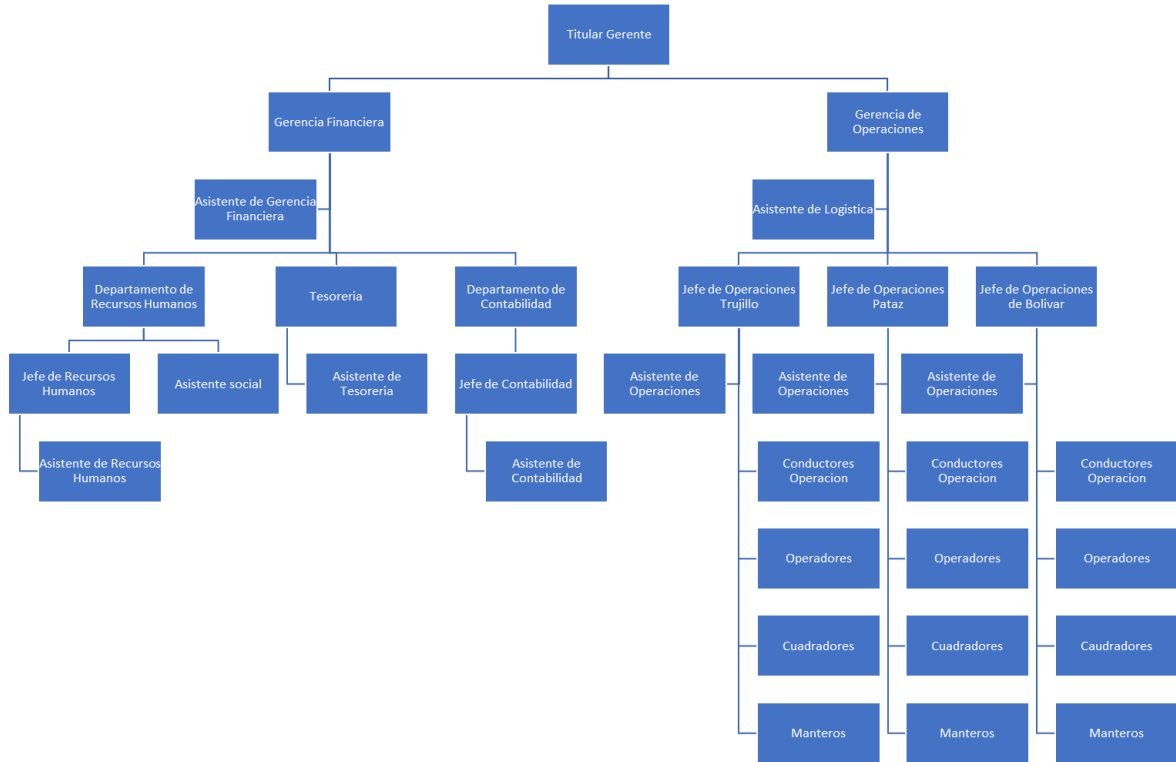 Titular Gerente
Gerencia Financiera
Gerencia de
Operaciones
Asistente de Gerencia
Financiera
Asistente de Logistica
Departamento de
Recursos Humanos
Tesoreria
Departamento de
Contabilidad
Jefe de Operaciones
Trujillo
Jefe de Operaciones
Pataz
Jefe de Operaciones
de Bolivar
Jefe de Recursos
Humanos
Asistente social
Asistente de
Tesoreria
Jefe de Contabilidad
Asistente de
Operaciones
Asistente de
Operaciones
Asistente de
Operaciones
Asistente de Recursos
Humanos
Asistente de
Contabilidad
Conductores
Operacion
Conductores
Operacion
Conductores
Operacion
Operadores
Operadores
Operadores
Cuadradores
Cuadradores
Caudradores
Manteros
Manteros
Manteros